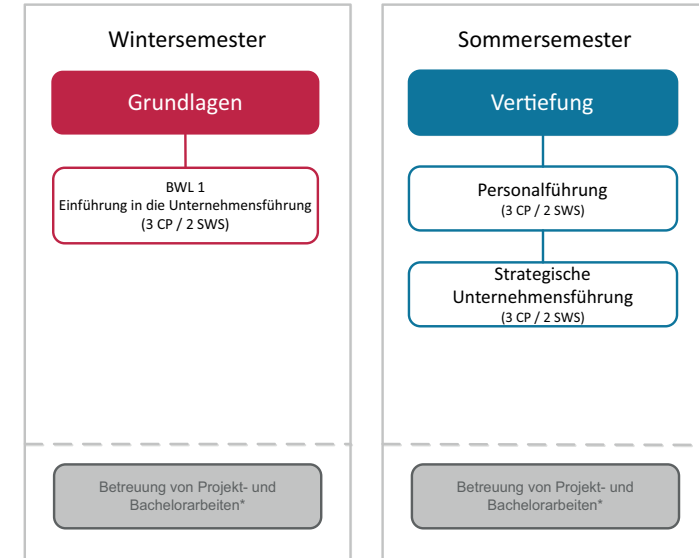 Wintersemester
Grundlagen
BWL 1
Einführung in die Unternehmensführung
(3 CP / 2 SWS)
Betreuung von Projekt- und
Bachelorarbeiten*
Sommersemester
Vertiefung
Personalführung
(3 CP / 2 SWS)
Strategische
Unternehmensführung
(3 CP / 2 SWS)
Betreuung von Projekt- und
Bachelorarbeiten*